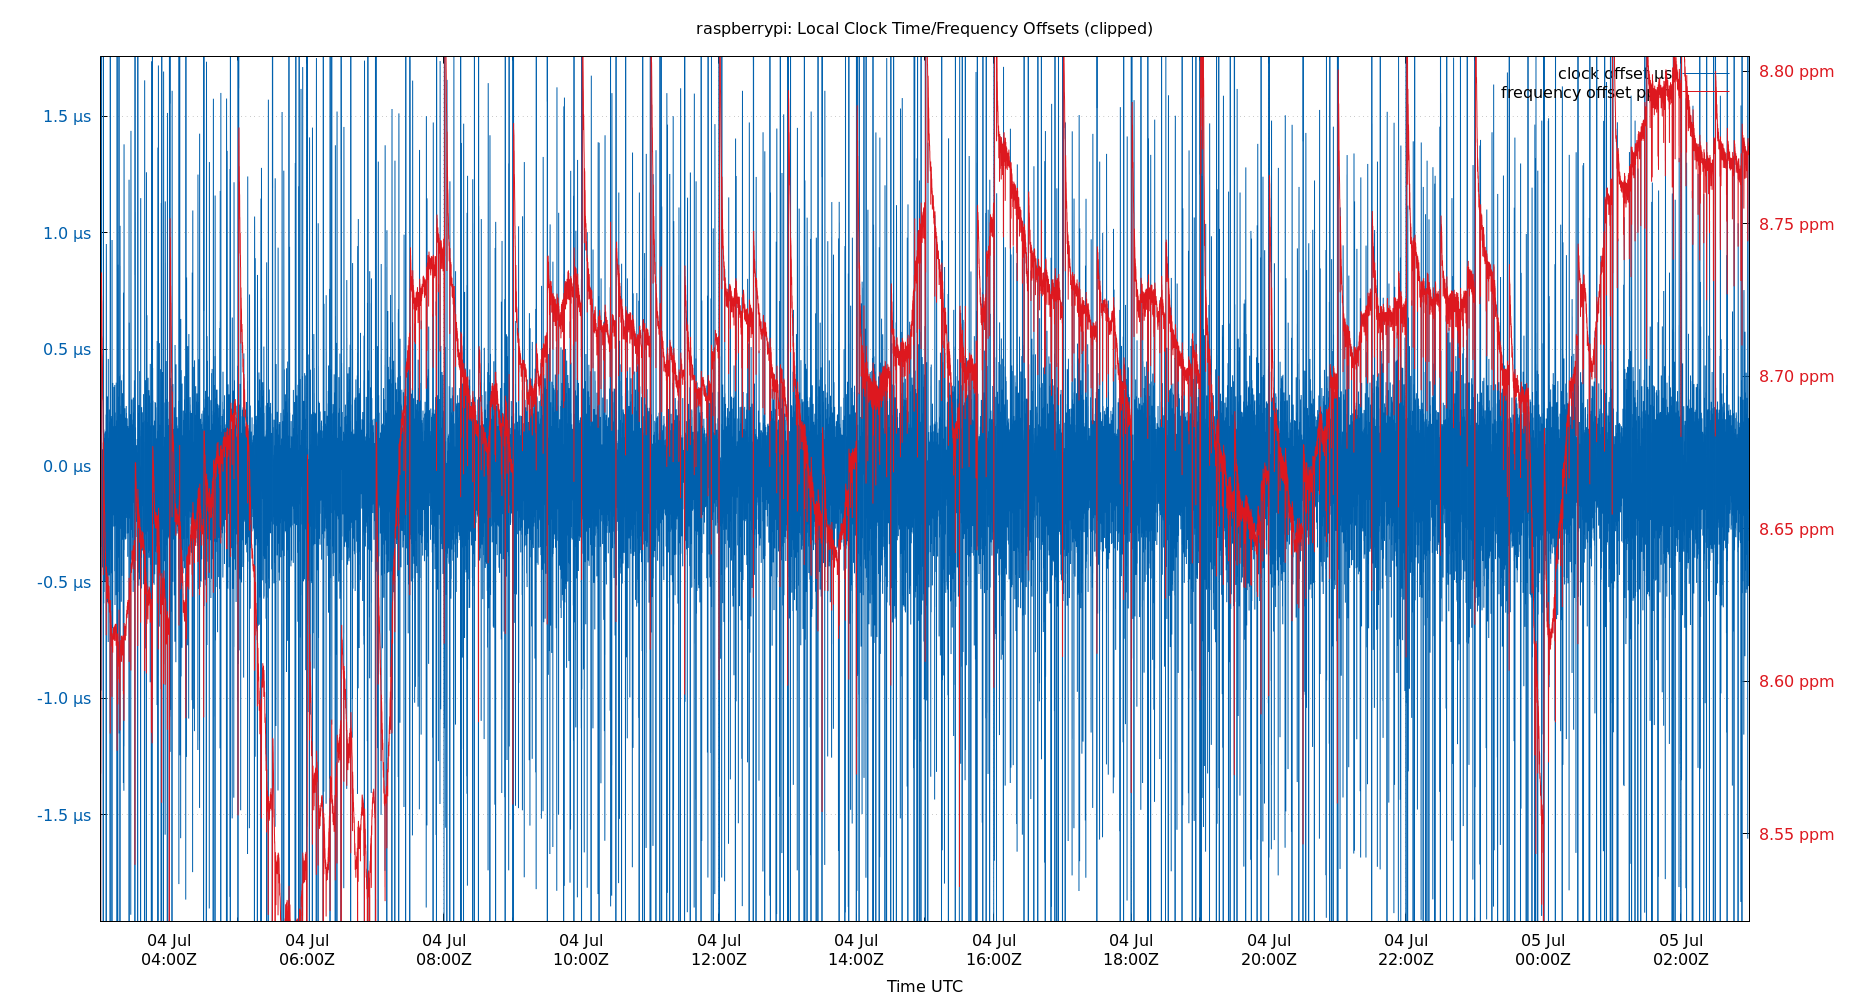 raspberrypi: Local Clock Time/Frequency Offsets (clipped)
clock offset µs
frequency offset pp
1.5 µs
1.0 µs
0.5 µs
0.0 µs
-0.5 µs
-1.0 µs
-1.5 µs
8.80 ppm
8.75 ppm
8.70 ppm
8.65 ppm
8.60 ppm
8.55 ppm
04 Jul 04 Jul 04 Jul 04 Jul 04 Jul 04 Jul 04 Jul 04 Jul 04 Jul 04 Jul 05 Jul 05 Jul
04:00Z 06:00Z 08:00Z 10:00Z 12:00Z 14:00Z 16:00Z 18:00Z 20:00Z 22:00Z 00:00Z 02:00Z
Time UTC